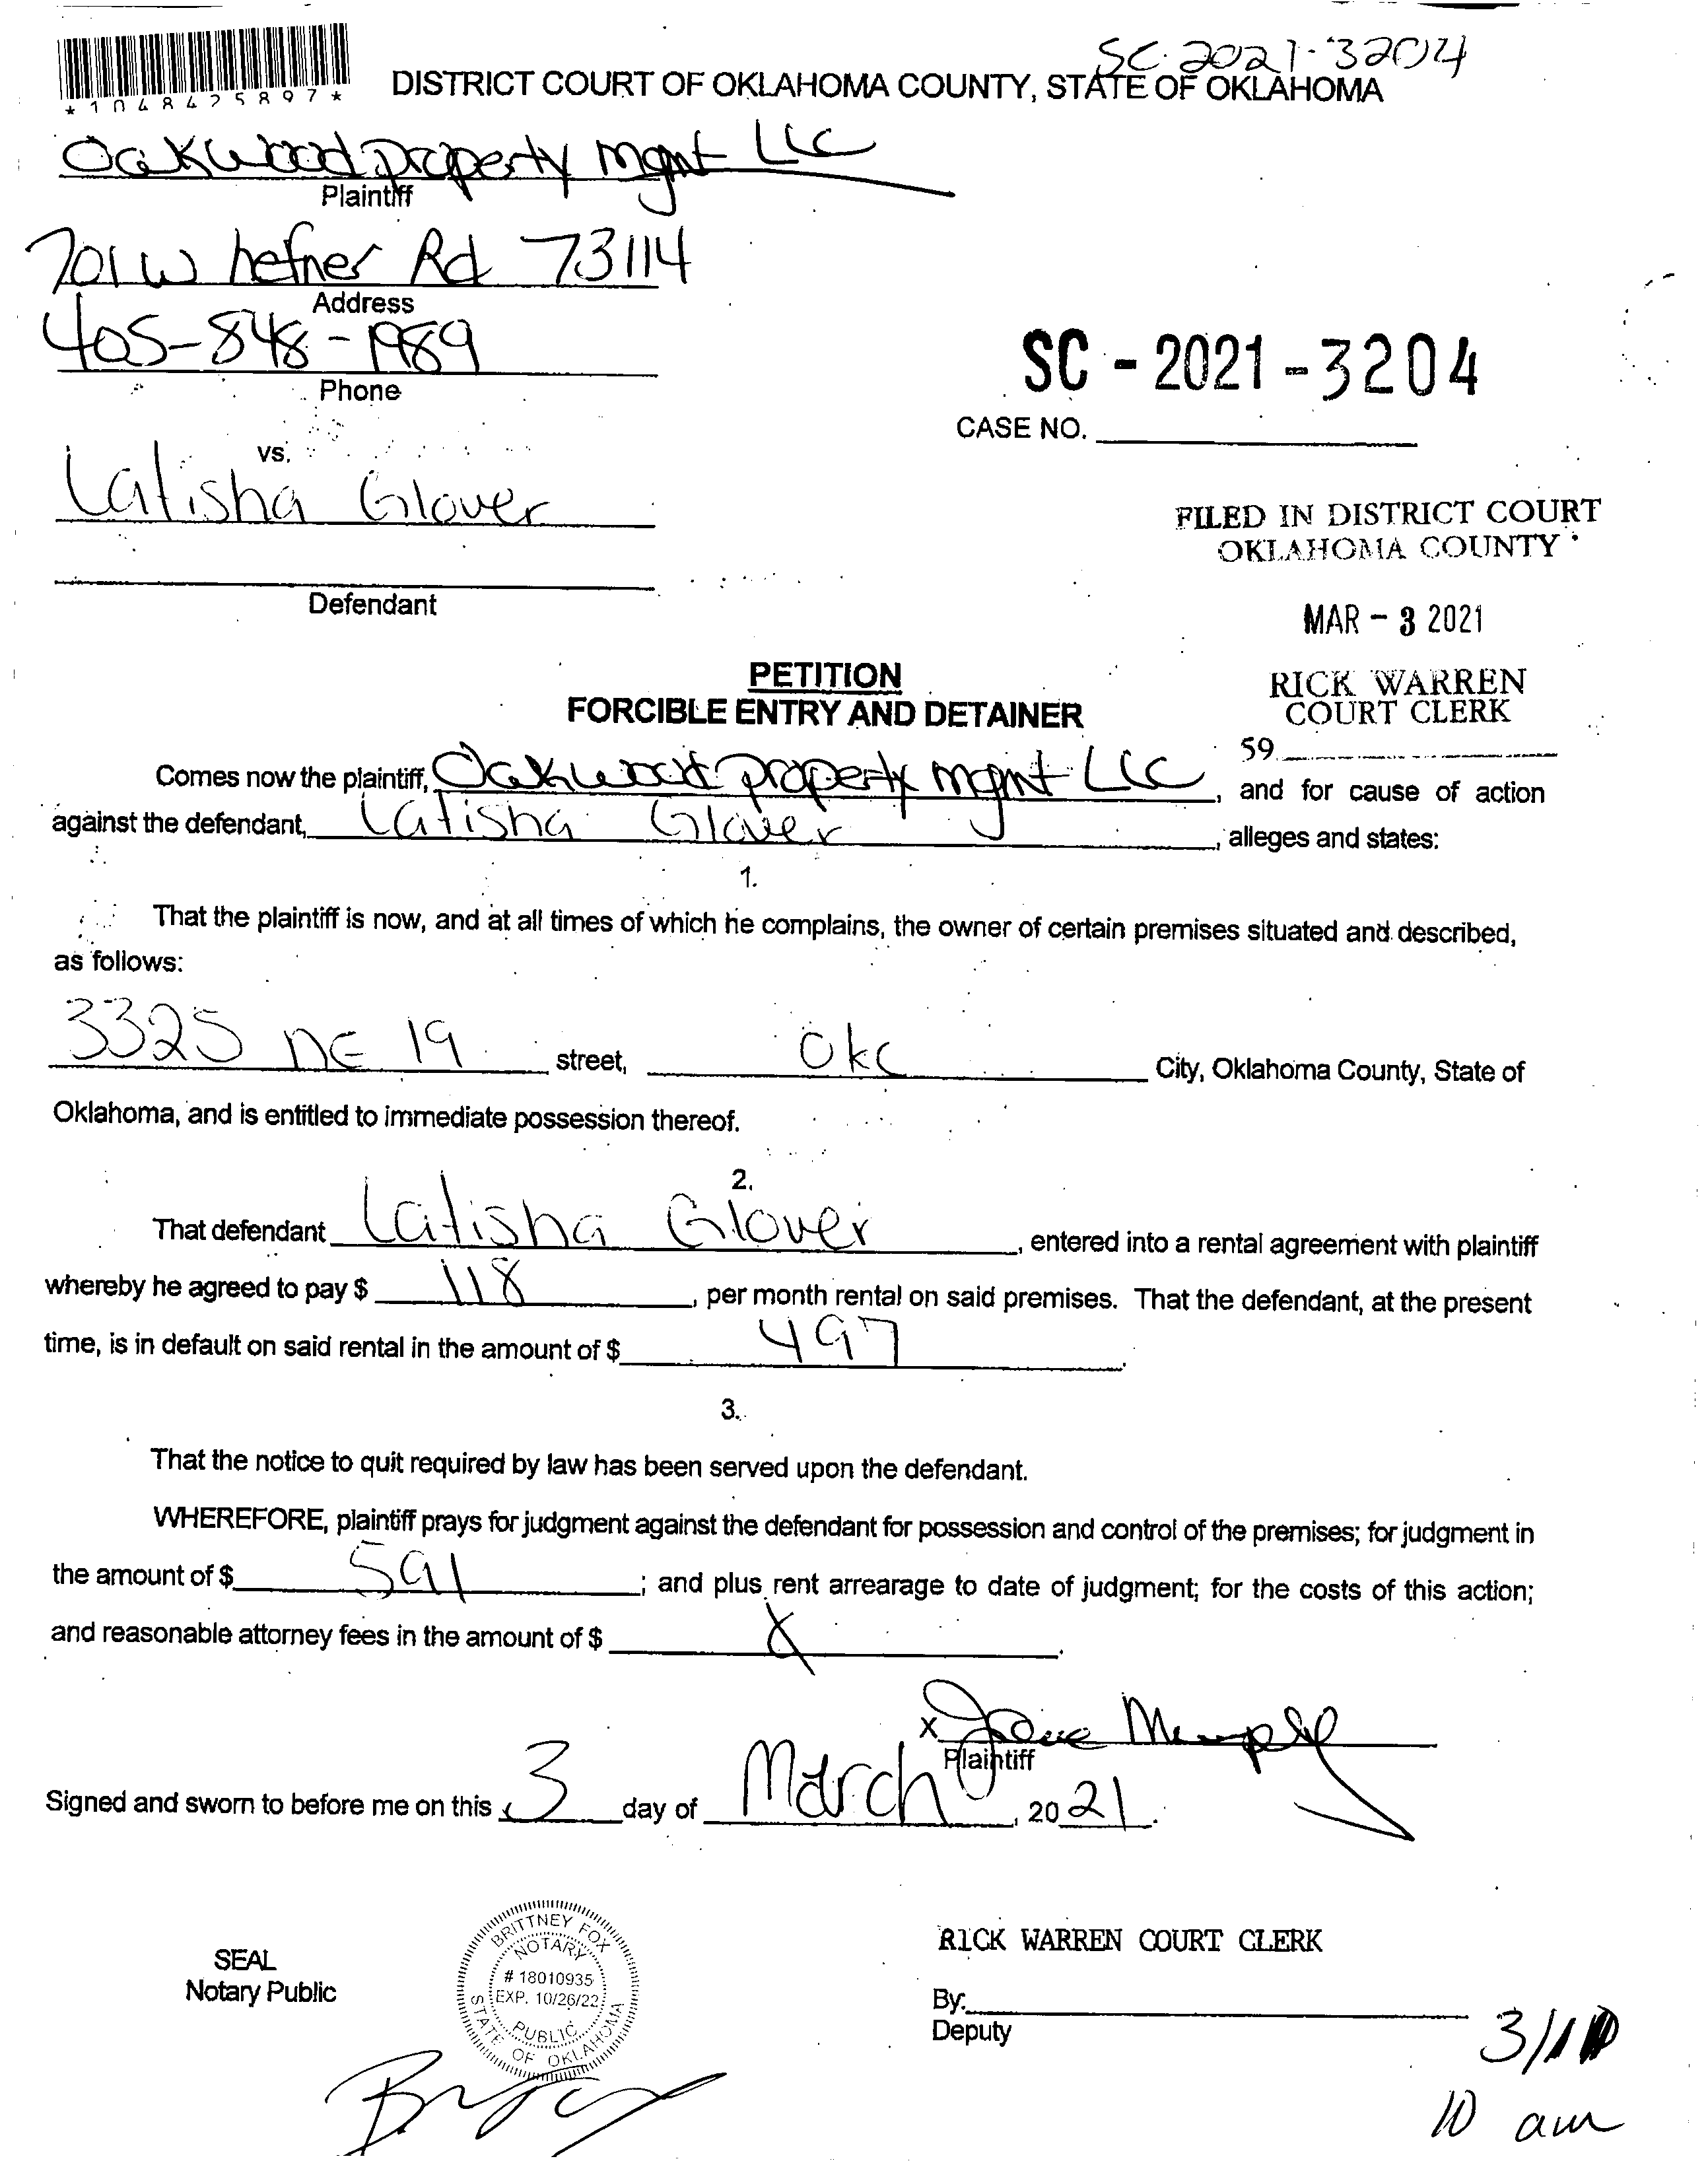 SC-2021-3204
*1048425897*
DISTRICT COURT OF OKLAHOMA COUNTY, STATE OF OKLAHOMA
Oakwood property mgmt LLC
Plaintiff
701 W hefner Rd 73114
Address
405-848-1989
Phone
SC - 2021 - 3204
CASE NO.
vs.
Latisha Glover
FILED IN DISTRICT COURT
OKLAHOMA COUNTY
Defendant
MAR - 3 2021
PETITION
FORCIBLE ENTRY AND DETAINER
RICK WARREN
COURT CLERK
59
Comes now the plaintiff, Oakwood property mgmt LLC, and for cause of action
against the defendant, Latisha Glover, alleges and states:
1.
That the plaintiff is now, and at all times of which he complains, the owner of certain premises situated and described,
as follows:
3325 NE 19 street, Okc City, Oklahoma County, State of
Oklahoma, and is entitled to immediate possession thereof.
2.
That defendant Latisha Glover, entered into a rental agreement with plaintiff
whereby he agreed to pay $ 118, per month rental on said premises. That the defendant, at the present
time, is in default on said rental in the amount of $ 497.
3.
That the notice to quit required by law has been served upon the defendant.
WHEREFORE, plaintiff prays for judgment against the defendant for possession and control of the premises; for judgment in
the amount of $ 591; and plus rent arrearage to date of judgment; for the costs of this action;
and reasonable attorney fees in the amount of $ .
X
Plaintiff
Signed and sworn to before me on this 3 day of March, 2021.
SEAL
Notary Public
BRITTNEY FOX
NOTARY
# 18010935
EXP. 10/26/22
PUBLIC
STATE OF OKLAHOMA
RICK WARREN COURT CLERK
By:
Deputy
10 am